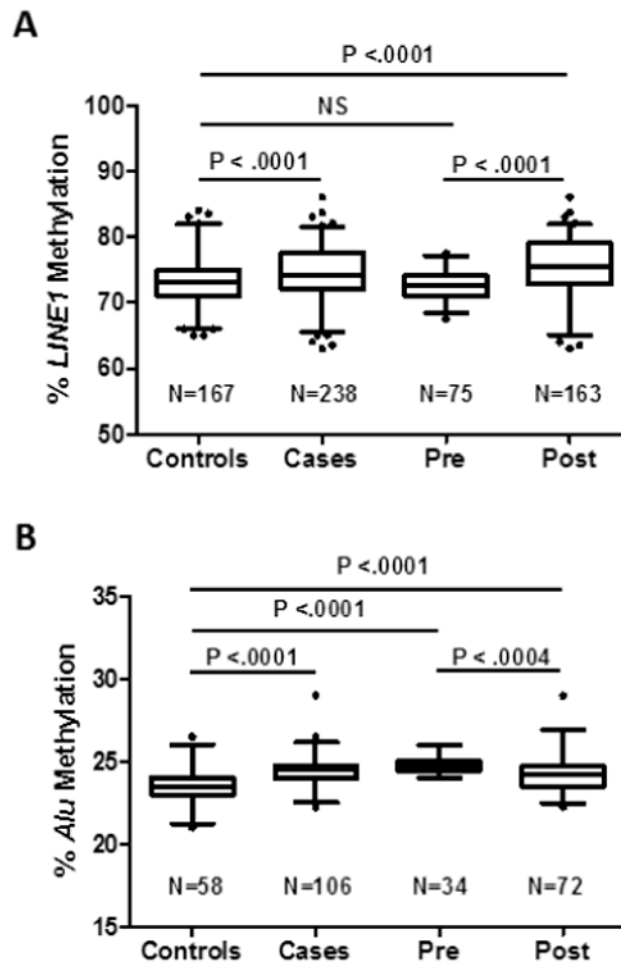 A
P <.0001
NS
P < .0001 P < .0001
100
90
80
70
60
50
% LINE1 Methylation
N=167 N=238 N=75 N=163
Controls Cases Pre Post
B
P <.0001
P <.0001
P <.0001 P <.0004
35
30
25
20
15
% Alu Methylation
N=58 N=106 N=34 N=72
Controls Cases Pre Post